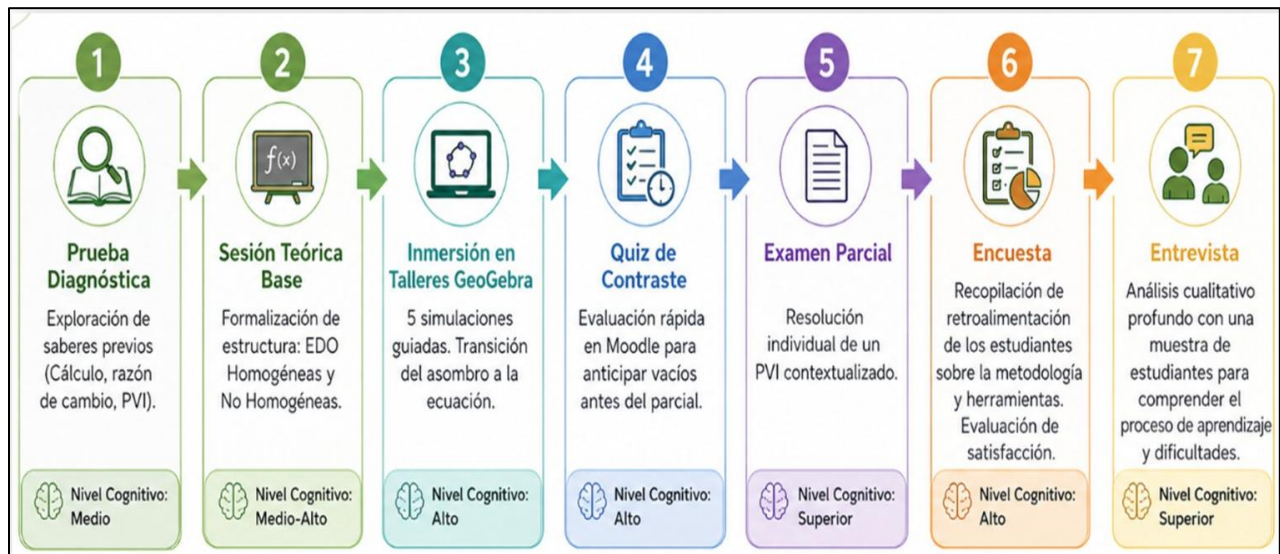 1
Prueba
Diagnóstica
Exploración de
saberes previos
(Cálculo, razón
de cambio, PVI).
Nivel Cognitivo:
Medio
2
f(x)
Sesión Teórica
Base
Formalización de
estructura: EDO
Homogéneas y
No Homogéneas.
Nivel Cognitivo:
Medio-Alto
3
Inmersión en
Talleres GeoGebra
5 simulaciones
guiadas. Transición
del asombro a la
ecuación.
Nivel Cognitivo:
Alto
4
Quiz de
Contraste
Evaluación rápida
en Moodle para
anticipar vacíos
antes del parcial.
Nivel Cognitivo:
Alto
5
Examen Parcial
Resolución
individual de un
PVI contextualizado.
Nivel Cognitivo:
Superior
6
Encuesta
Recopilación de
retroalimentación
de los estudiantes
sobre la metodología
y herramientas.
Evaluación de
satisfacción.
Nivel Cognitivo:
Alto
7
Entrevista
Análisis cualitativo
profundo con una
muestra de
estudiantes para
comprender el
proceso de aprendizaje
y dificultades.
Nivel Cognitivo:
Superior